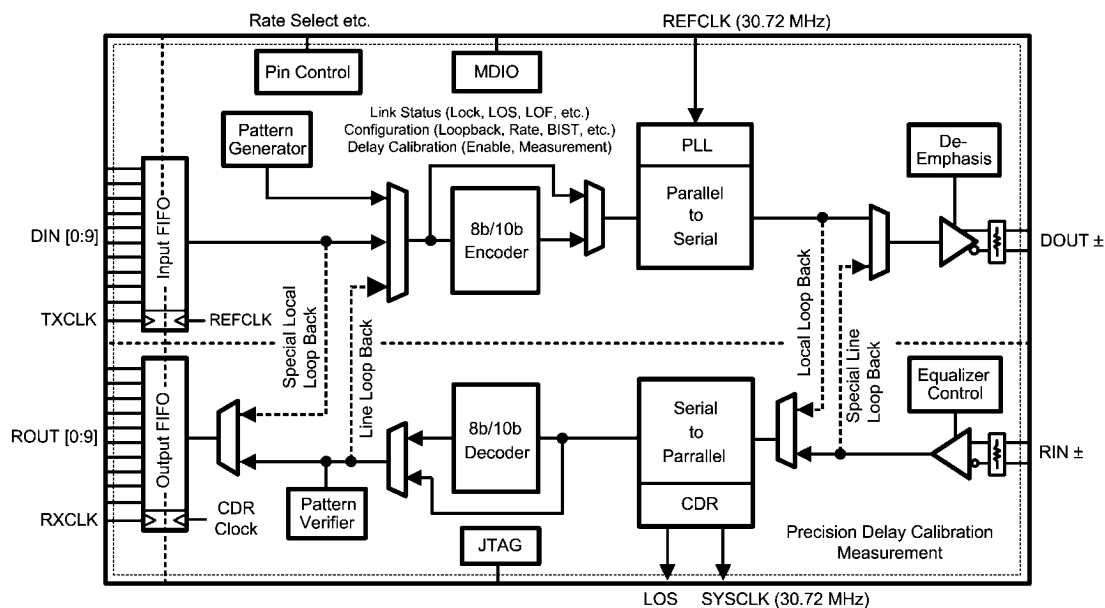 Rate Select etc.
REFCLK (30.72 MHz)
Pin Control
MDIO
Link Status (Lock, LOS, LOF, etc.)
Configuration (Loopback, Rate, BIST, etc.)
Delay Calibration (Enable, Measurement)
Pattern
Generator
PLL
Parallel
to
Serial
De-
Emphasis
Input FIFO
8b/10b
Encoder
DIN [0:9]
DOUT ±
TXCLK
REFCLK
Special Local
Loop Back
Line Loop Back
Local Loop Back
Special Line
Loop Back
Output FIFO
8b/10b
Decoder
Serial
to
Parrallel
Equalizer
Control
ROUT [0:9]
RIN ±
Pattern
Verifier
CDR
RXCLK
CDR
Clock
JTAG
Precision Delay Calibration
Measurement
LOS
SYSCLK (30.72 MHz)